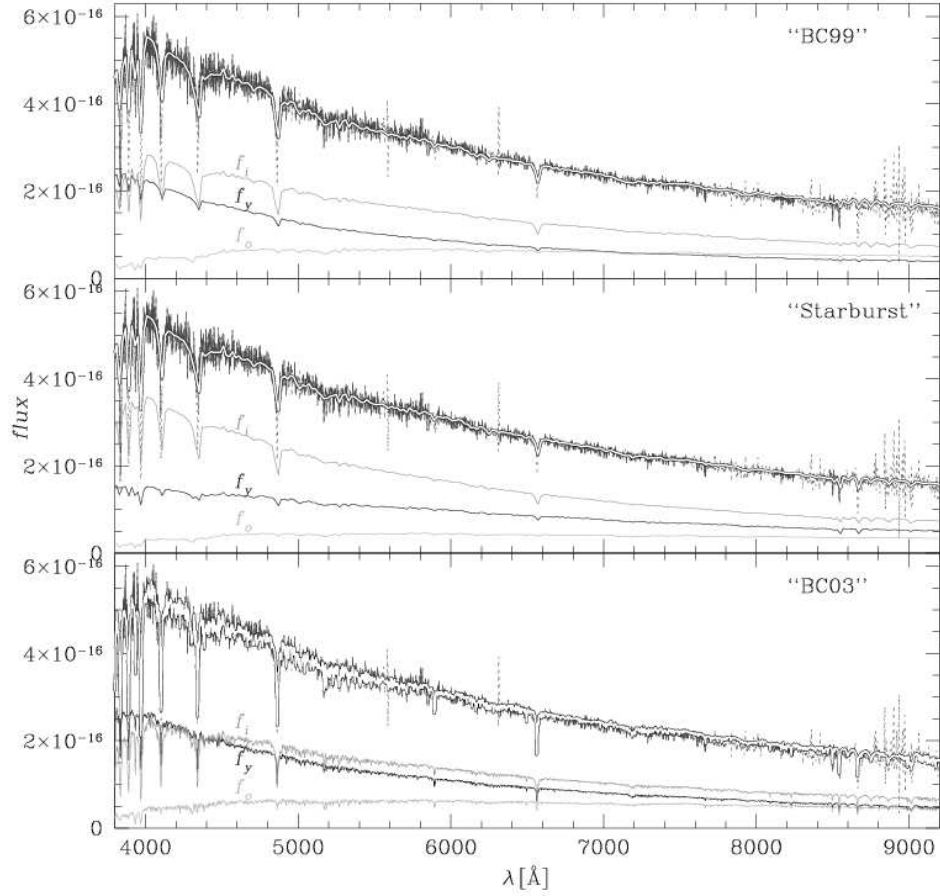 6×10⁻¹⁶
"BC99"
4×10⁻¹⁶
f_i
2×10⁻¹⁶
f_y
f_o
0
6×10⁻¹⁶
"Starburst"
4×10⁻¹⁶
flux
f_i
2×10⁻¹⁶
f_y
f_o
0
6×10⁻¹⁶
"BC03"
4×10⁻¹⁶
f_i
2×10⁻¹⁶
f_y
f_o
0
4000 5000 6000 7000 8000 9000
λ[Å]